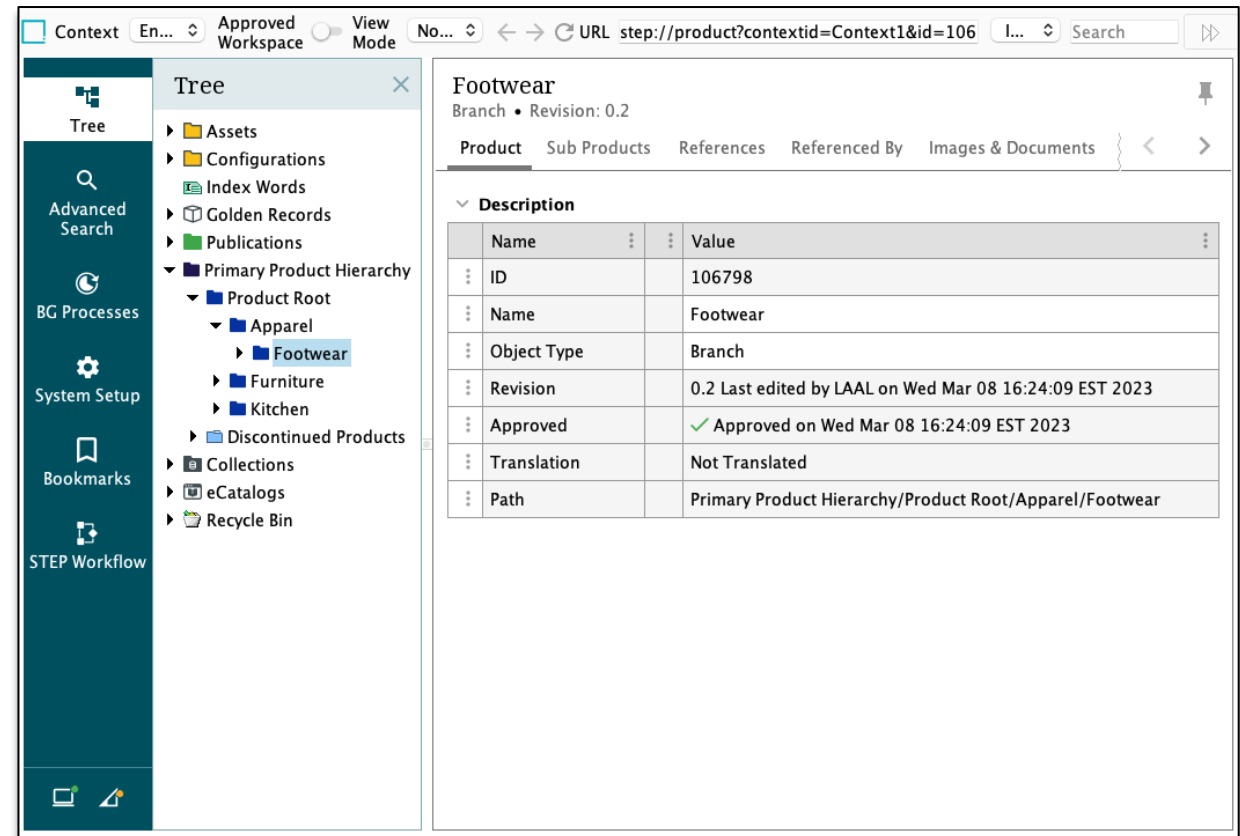 Context En... Approved Workspace View Mode No... URL step://product?contextid=Context1&id=106 I... Search
Tree
Advanced
Search
BG Processes
System Setup
Bookmarks
STEP Workflow
Tree
Assets
Configurations
Index Words
Golden Records
Publications
Primary Product Hierarchy
Product Root
Apparel
Footwear
Furniture
Kitchen
Discontinued Products
Collections
eCatalogs
Recycle Bin
Footwear
Branch • Revision: 0.2
Product Sub Products References Referenced By Images & Documents
Description
Name Value
ID 106798
Name Footwear
Object Type Branch
Revision 0.2 Last edited by LAAL on Wed Mar 08 16:24:09 EST 2023
Approved ✓ Approved on Wed Mar 08 16:24:09 EST 2023
Translation Not Translated
Path Primary Product Hierarchy/Product Root/Apparel/Footwear